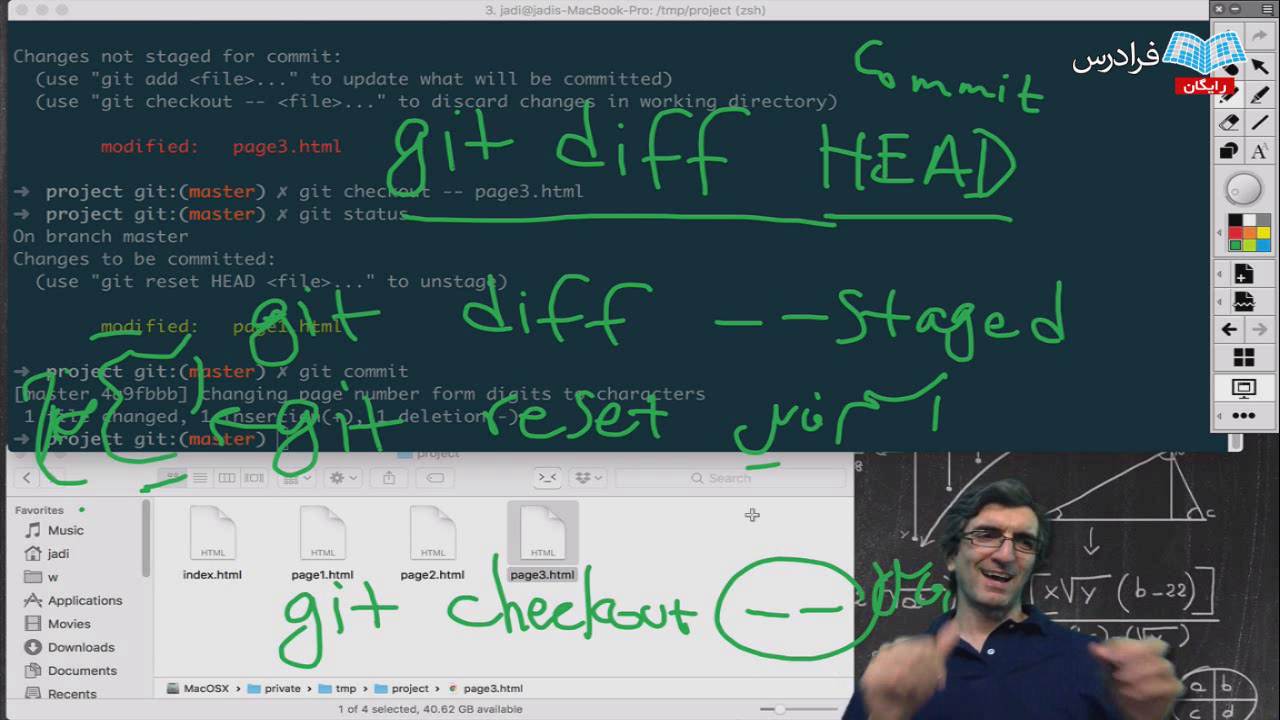 3. jadi@jadis-MacBook-Pro: /tmp/project (zsh)
Changes not staged for commit:
(use "git add <file>..." to update what will be committed)
(use "git checkout -- <file>..." to discard changes in working directory)
modified: page3.html
➜ project git:(master) ✗ git checkout -- page3.html
➜ project git:(master) ✗ git status
On branch master
Changes to be committed:
(use "git reset HEAD <file>..." to unstage)
modified: page1.html
➜ project git:(master) ✗ git commit
[master 4e9fbbb] changing page number form digits to characters
1 file changed, 1 insertion(+), 1 deletion(-)
➜ project git:(master)
فرادرس
رایگان
Commit
git diff HEAD
git diff --staged
git reset
git checkout --
project
Search
Favorites
Music
jadi
w
Applications
Movies
Downloads
Documents
Recents
HTML HTML HTML HTML
index.html page1.html page2.html page3.html
MacOSX › private › tmp › project › page3.html
1 of 4 selected, 40.62 GB available
x√y (b-22)
a b
c d